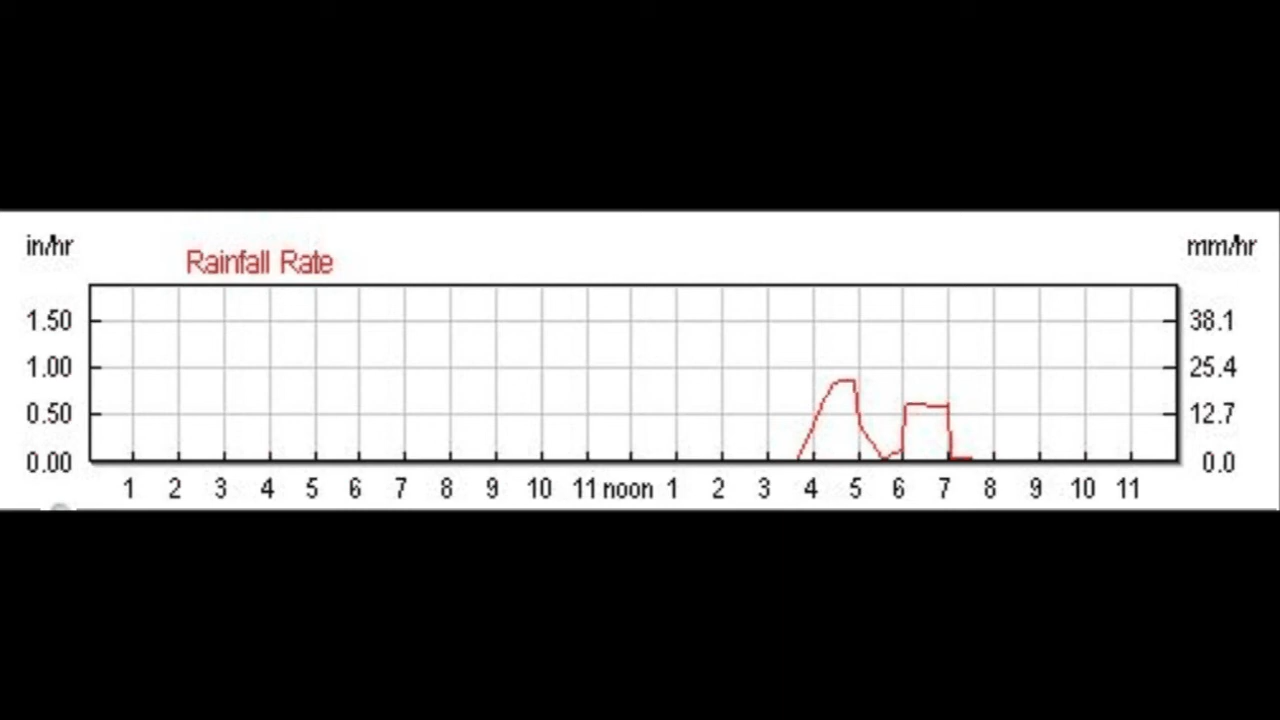 in/hr
mm/hr
Rainfall Rate
1.50 38.1
1.00 25.4
0.50 12.7
0.00 0.0
1 2 3 4 5 6 7 8 9 10 11 noon 1 2 3 4 5 6 7 8 9 10 11